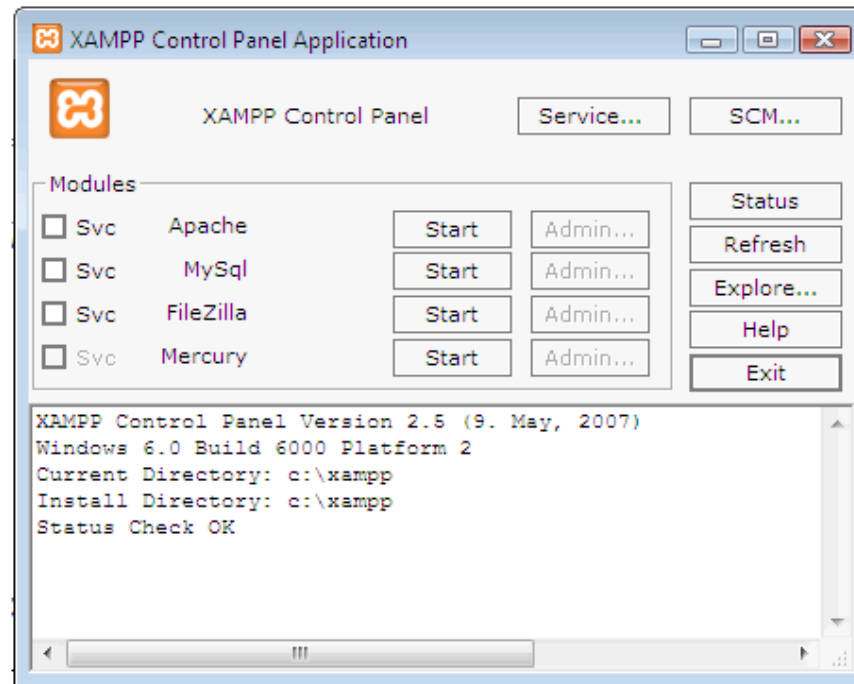 XAMPP Control Panel Application
XAMPP Control Panel
Service...
SCM...
Modules
Svc Apache Start Admin...
Svc MySql Start Admin...
Svc FileZilla Start Admin...
Svc Mercury Start Admin...
Status
Refresh
Explore...
Help
Exit
XAMPP Control Panel Version 2.5 (9. May, 2007)
Windows 6.0 Build 6000 Platform 2
Current Directory: c:\xampp
Install Directory: c:\xampp
Status Check OK